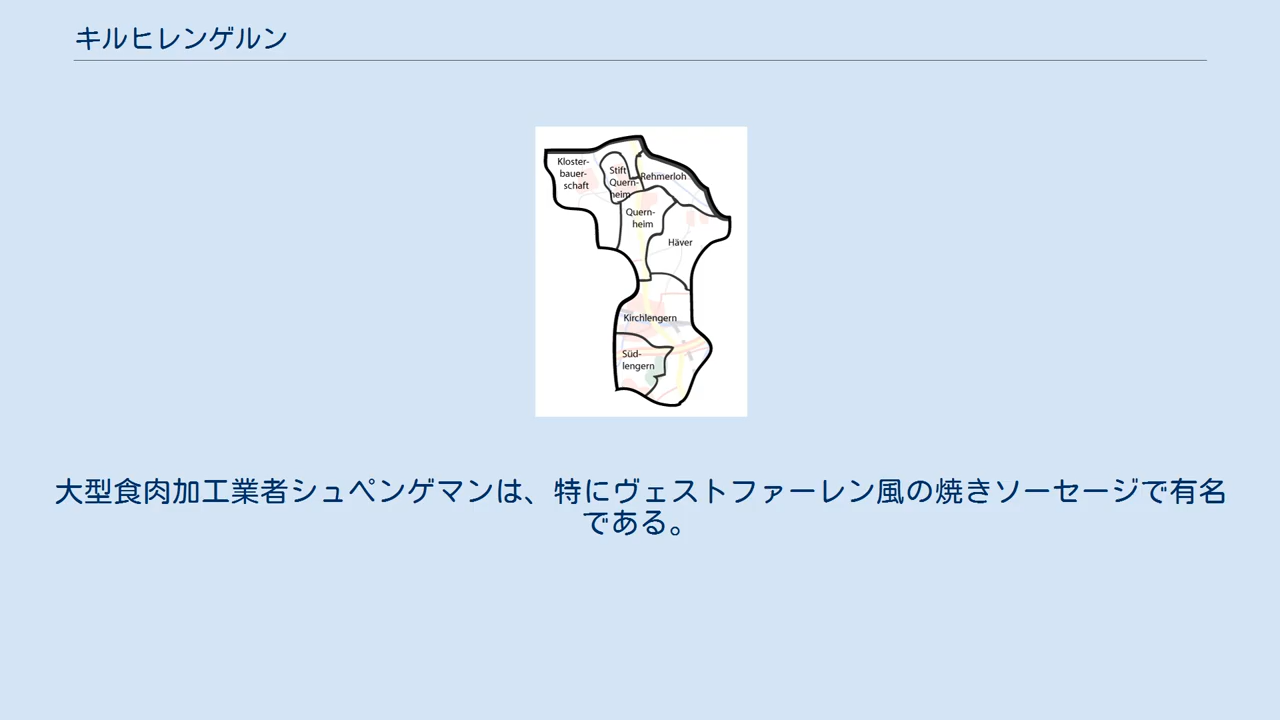 キルヒレンゲルン
Kloster-
bauer-
schaft
Stift
Quern-
heim
Rehmerloh
Quern-
heim
Häver
Kirchlengern
Süd-
lengern
大型食肉加工業者シュペンゲマンは、特にヴェストファーレン風の焼きソーセージで有名
である。